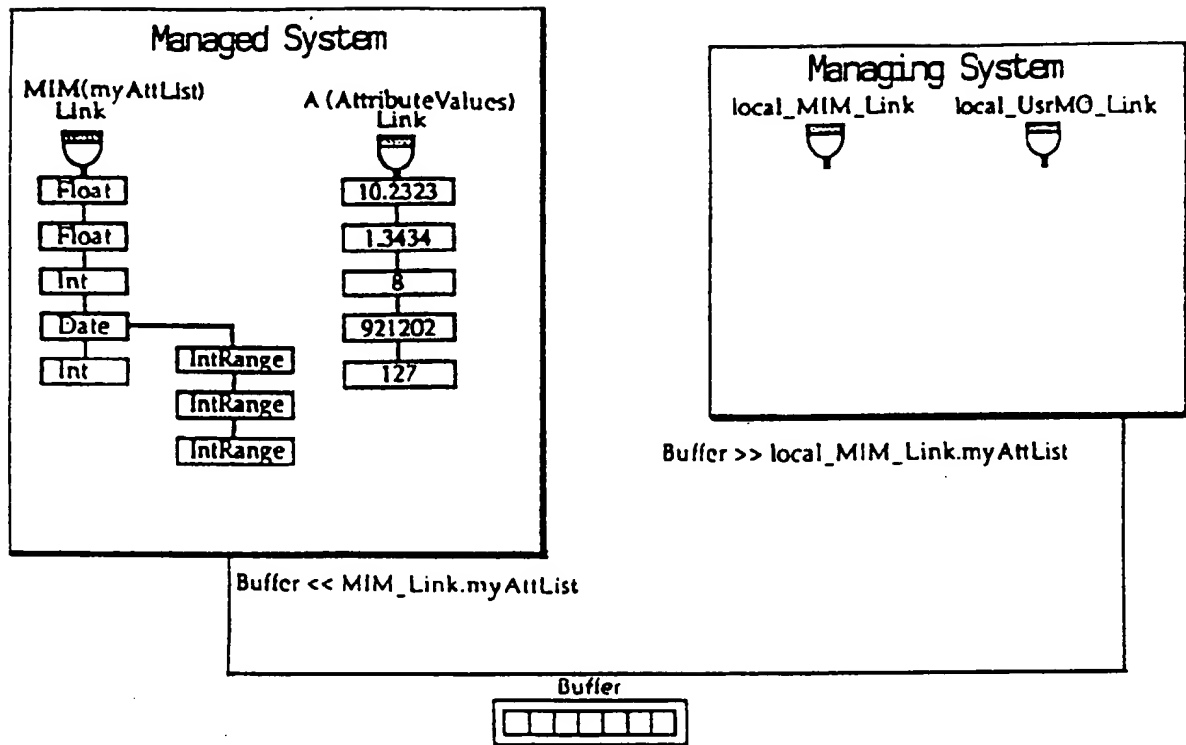 Managed System
MIM(myAttList)
Link
A (AttributeValues)
Link
Float
Float
Int
Date
Int
IntRange
IntRange
IntRange
10.2323
1.3434
8
921202
127
Managing System
local_MIM_Link
local_UsrMO_Link
Buffer >> local_MIM_Link.myAttList
Buffer << MIM_Link.myAttList
Buffer